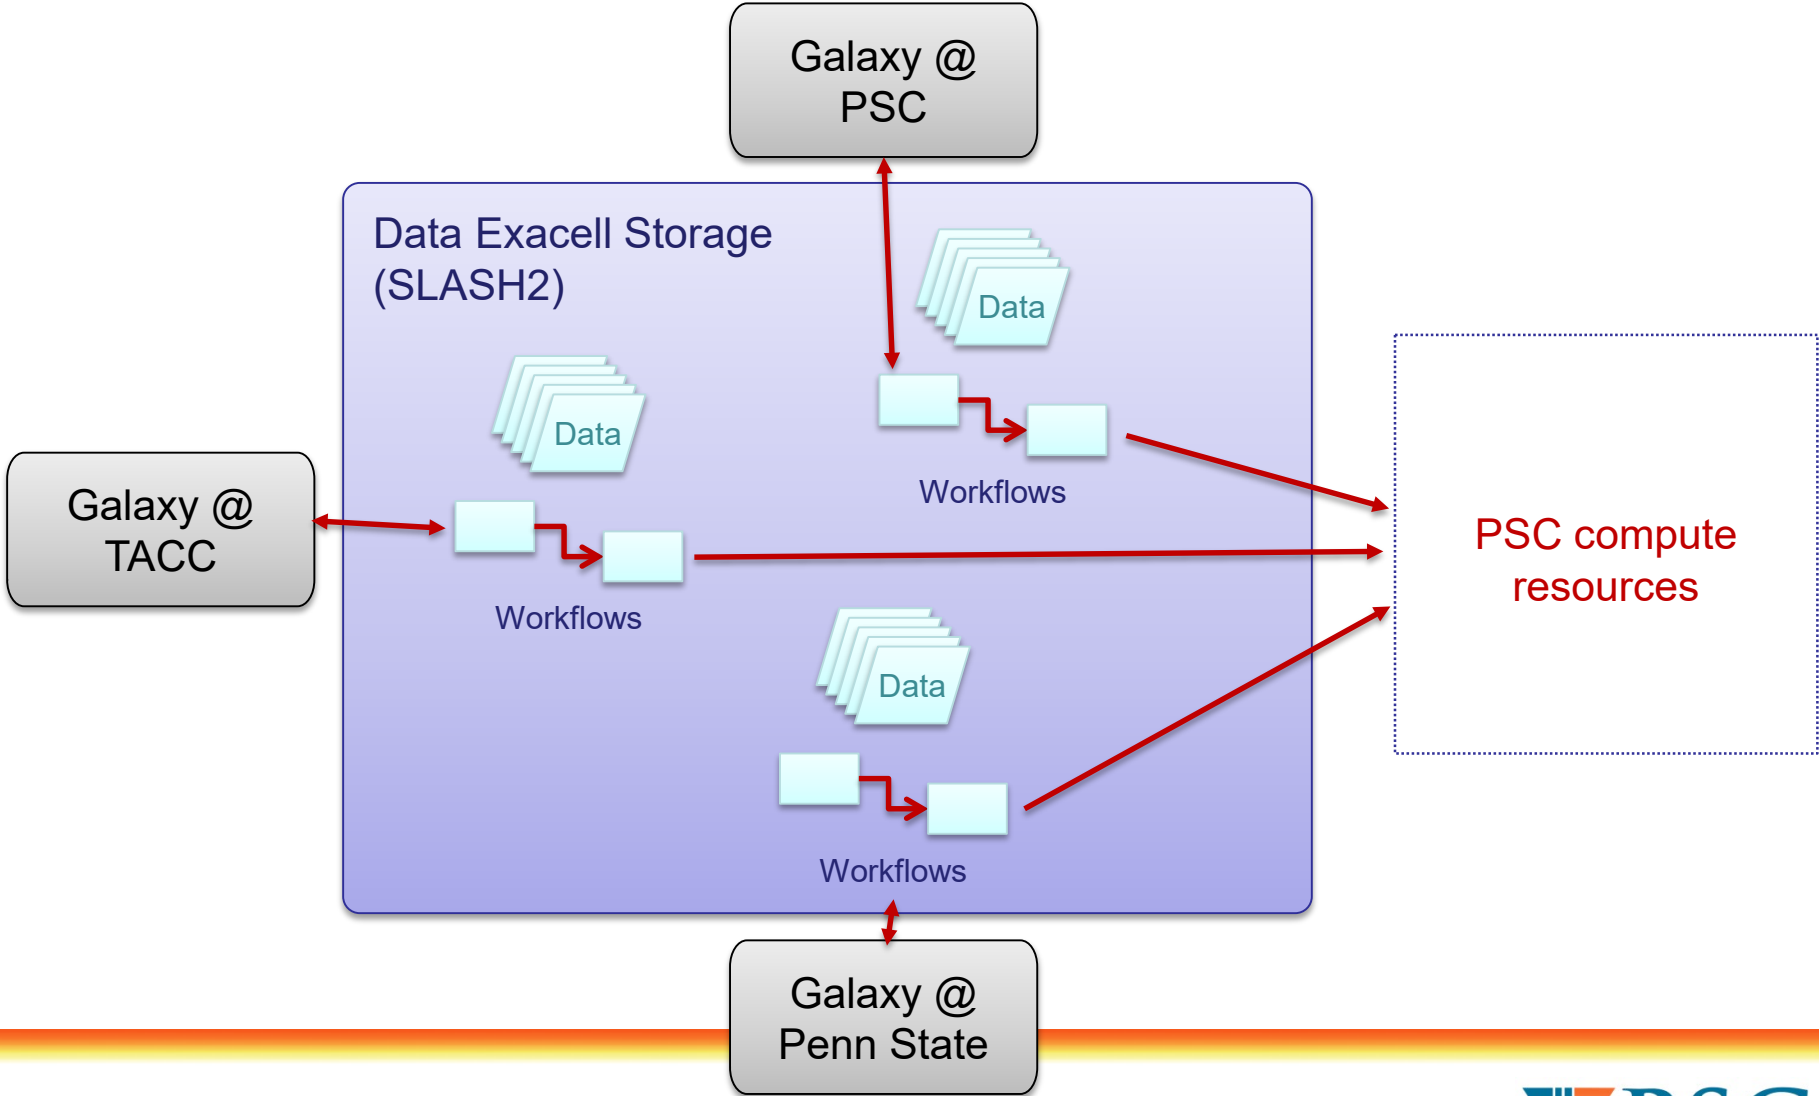 Galaxy @
PSC
Data Exacell Storage
(SLASH2)
Data
Data
Workflows
Galaxy @
TACC
PSC compute
resources
Workflows
Data
Workflows
Galaxy @
Penn State